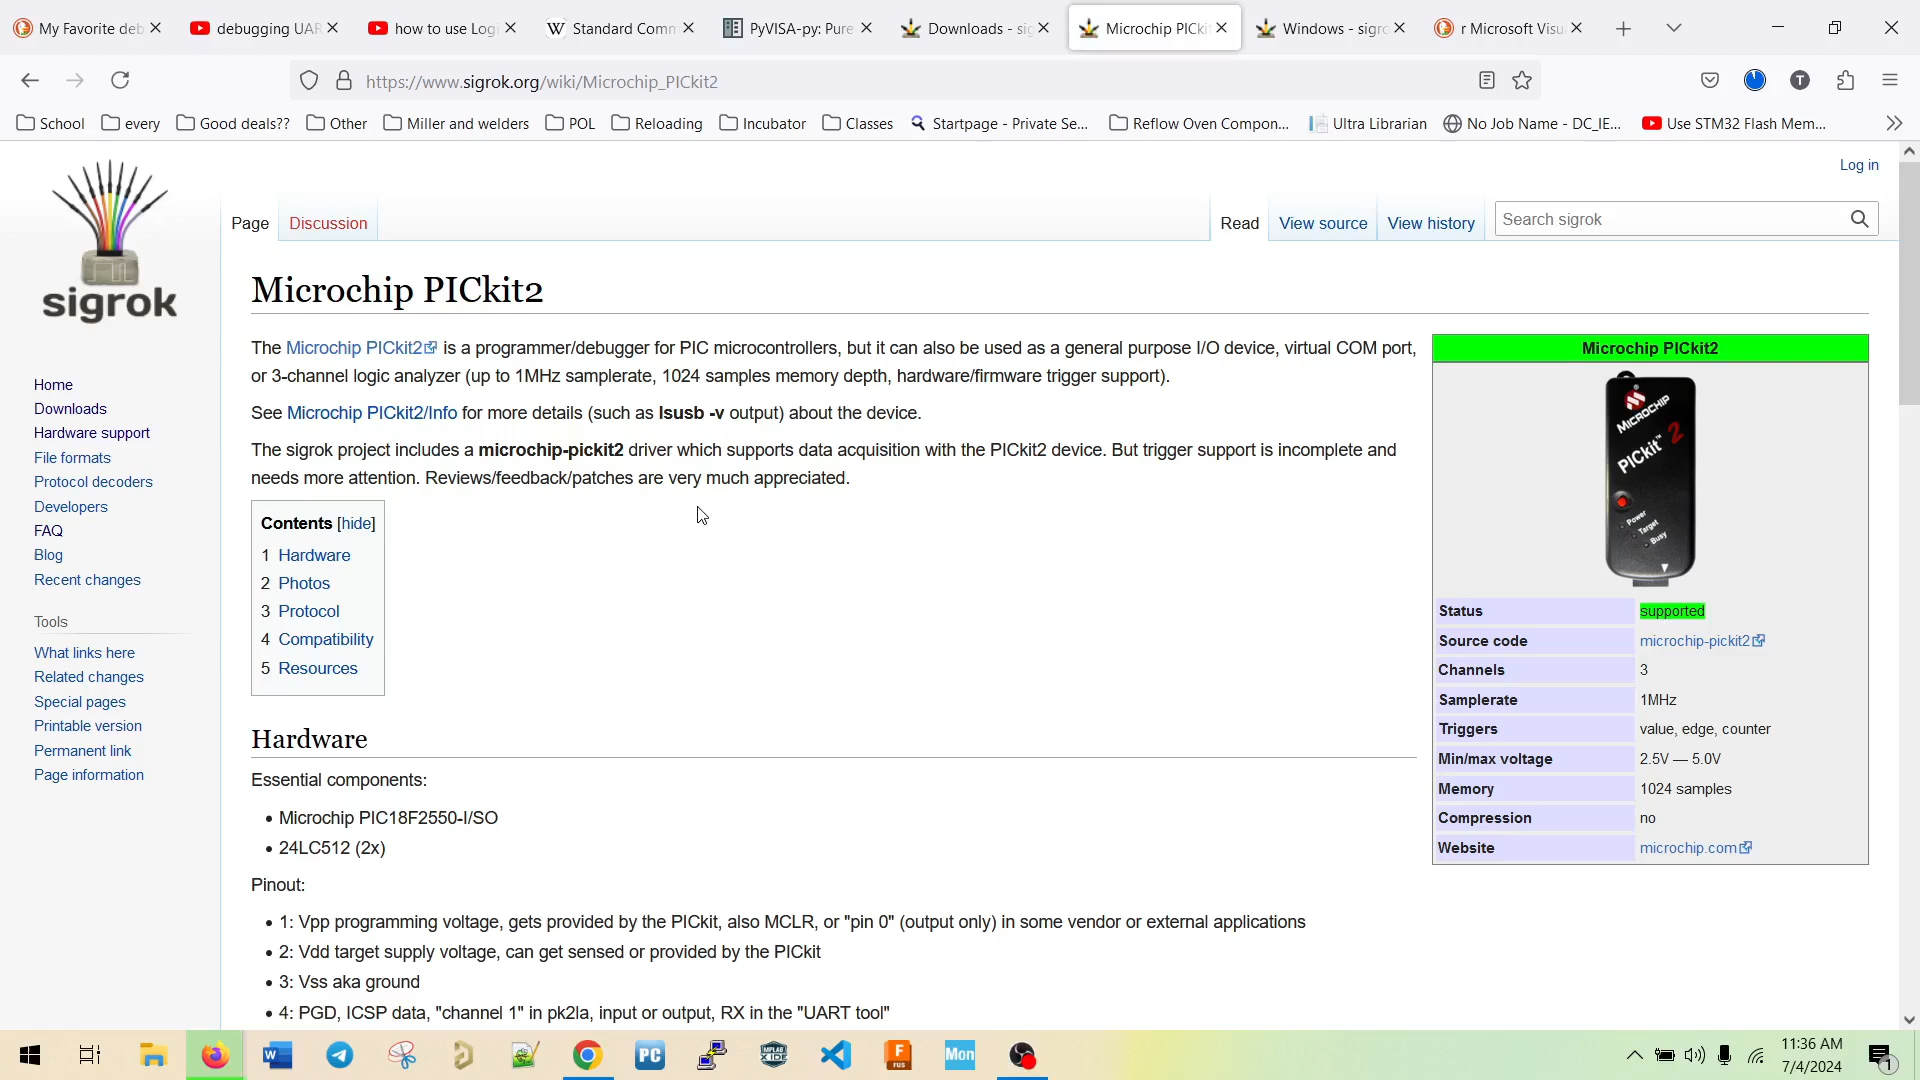 My Favorite deb
debugging UAR
how to use Logi
Standard Comm
PyVISA-py: Pure
Downloads - sig
Microchip PICkit
Windows - sigro
r Microsoft Visu
https://www.sigrok.org/wiki/Microchip_PICkit2
T
School
every
Good deals??
Other
Miller and welders
POL
Reloading
Incubator
Classes
Startpage - Private Se...
Reflow Oven Compon...
Ultra Librarian
No Job Name - DC_IE...
Use STM32 Flash Mem...
Log in
sigrok
Page
Discussion
Read
View source
View history
Search sigrok
Home
Downloads
Hardware support
File formats
Protocol decoders
Developers
FAQ
Blog
Recent changes
Tools
What links here
Related changes
Special pages
Printable version
Permanent link
Page information
Microchip PICkit2
The Microchip PICkit2 is a programmer/debugger for PIC microcontrollers, but it can also be used as a general purpose I/O device, virtual COM port,
or 3-channel logic analyzer (up to 1MHz samplerate, 1024 samples memory depth, hardware/firmware trigger support).
See Microchip PICkit2/Info for more details (such as lsusb -v output) about the device.
The sigrok project includes a microchip-pickit2 driver which supports data acquisition with the PICkit2 device. But trigger support is incomplete and
needs more attention. Reviews/feedback/patches are very much appreciated.
Contents [hide]
1 Hardware
2 Photos
3 Protocol
4 Compatibility
5 Resources
Hardware
Essential components:
• Microchip PIC18F2550-I/SO
• 24LC512 (2x)
Pinout:
• 1: Vpp programming voltage, gets provided by the PICkit, also MCLR, or "pin 0" (output only) in some vendor or external applications
• 2: Vdd target supply voltage, can get sensed or provided by the PICkit
• 3: Vss aka ground
• 4: PGD, ICSP data, "channel 1" in pk2la, input or output, RX in the "UART tool"
Microchip PICkit2
MICROCHIP
PICkit™ 2
Power
Target
Busy
Status supported
Source code microchip-pickit2
Channels 3
Samplerate 1MHz
Triggers value, edge, counter
Min/max voltage 2.5V — 5.0V
Memory 1024 samples
Compression no
Website microchip.com
PC
Mon
11:36 AM
7/4/2024
1